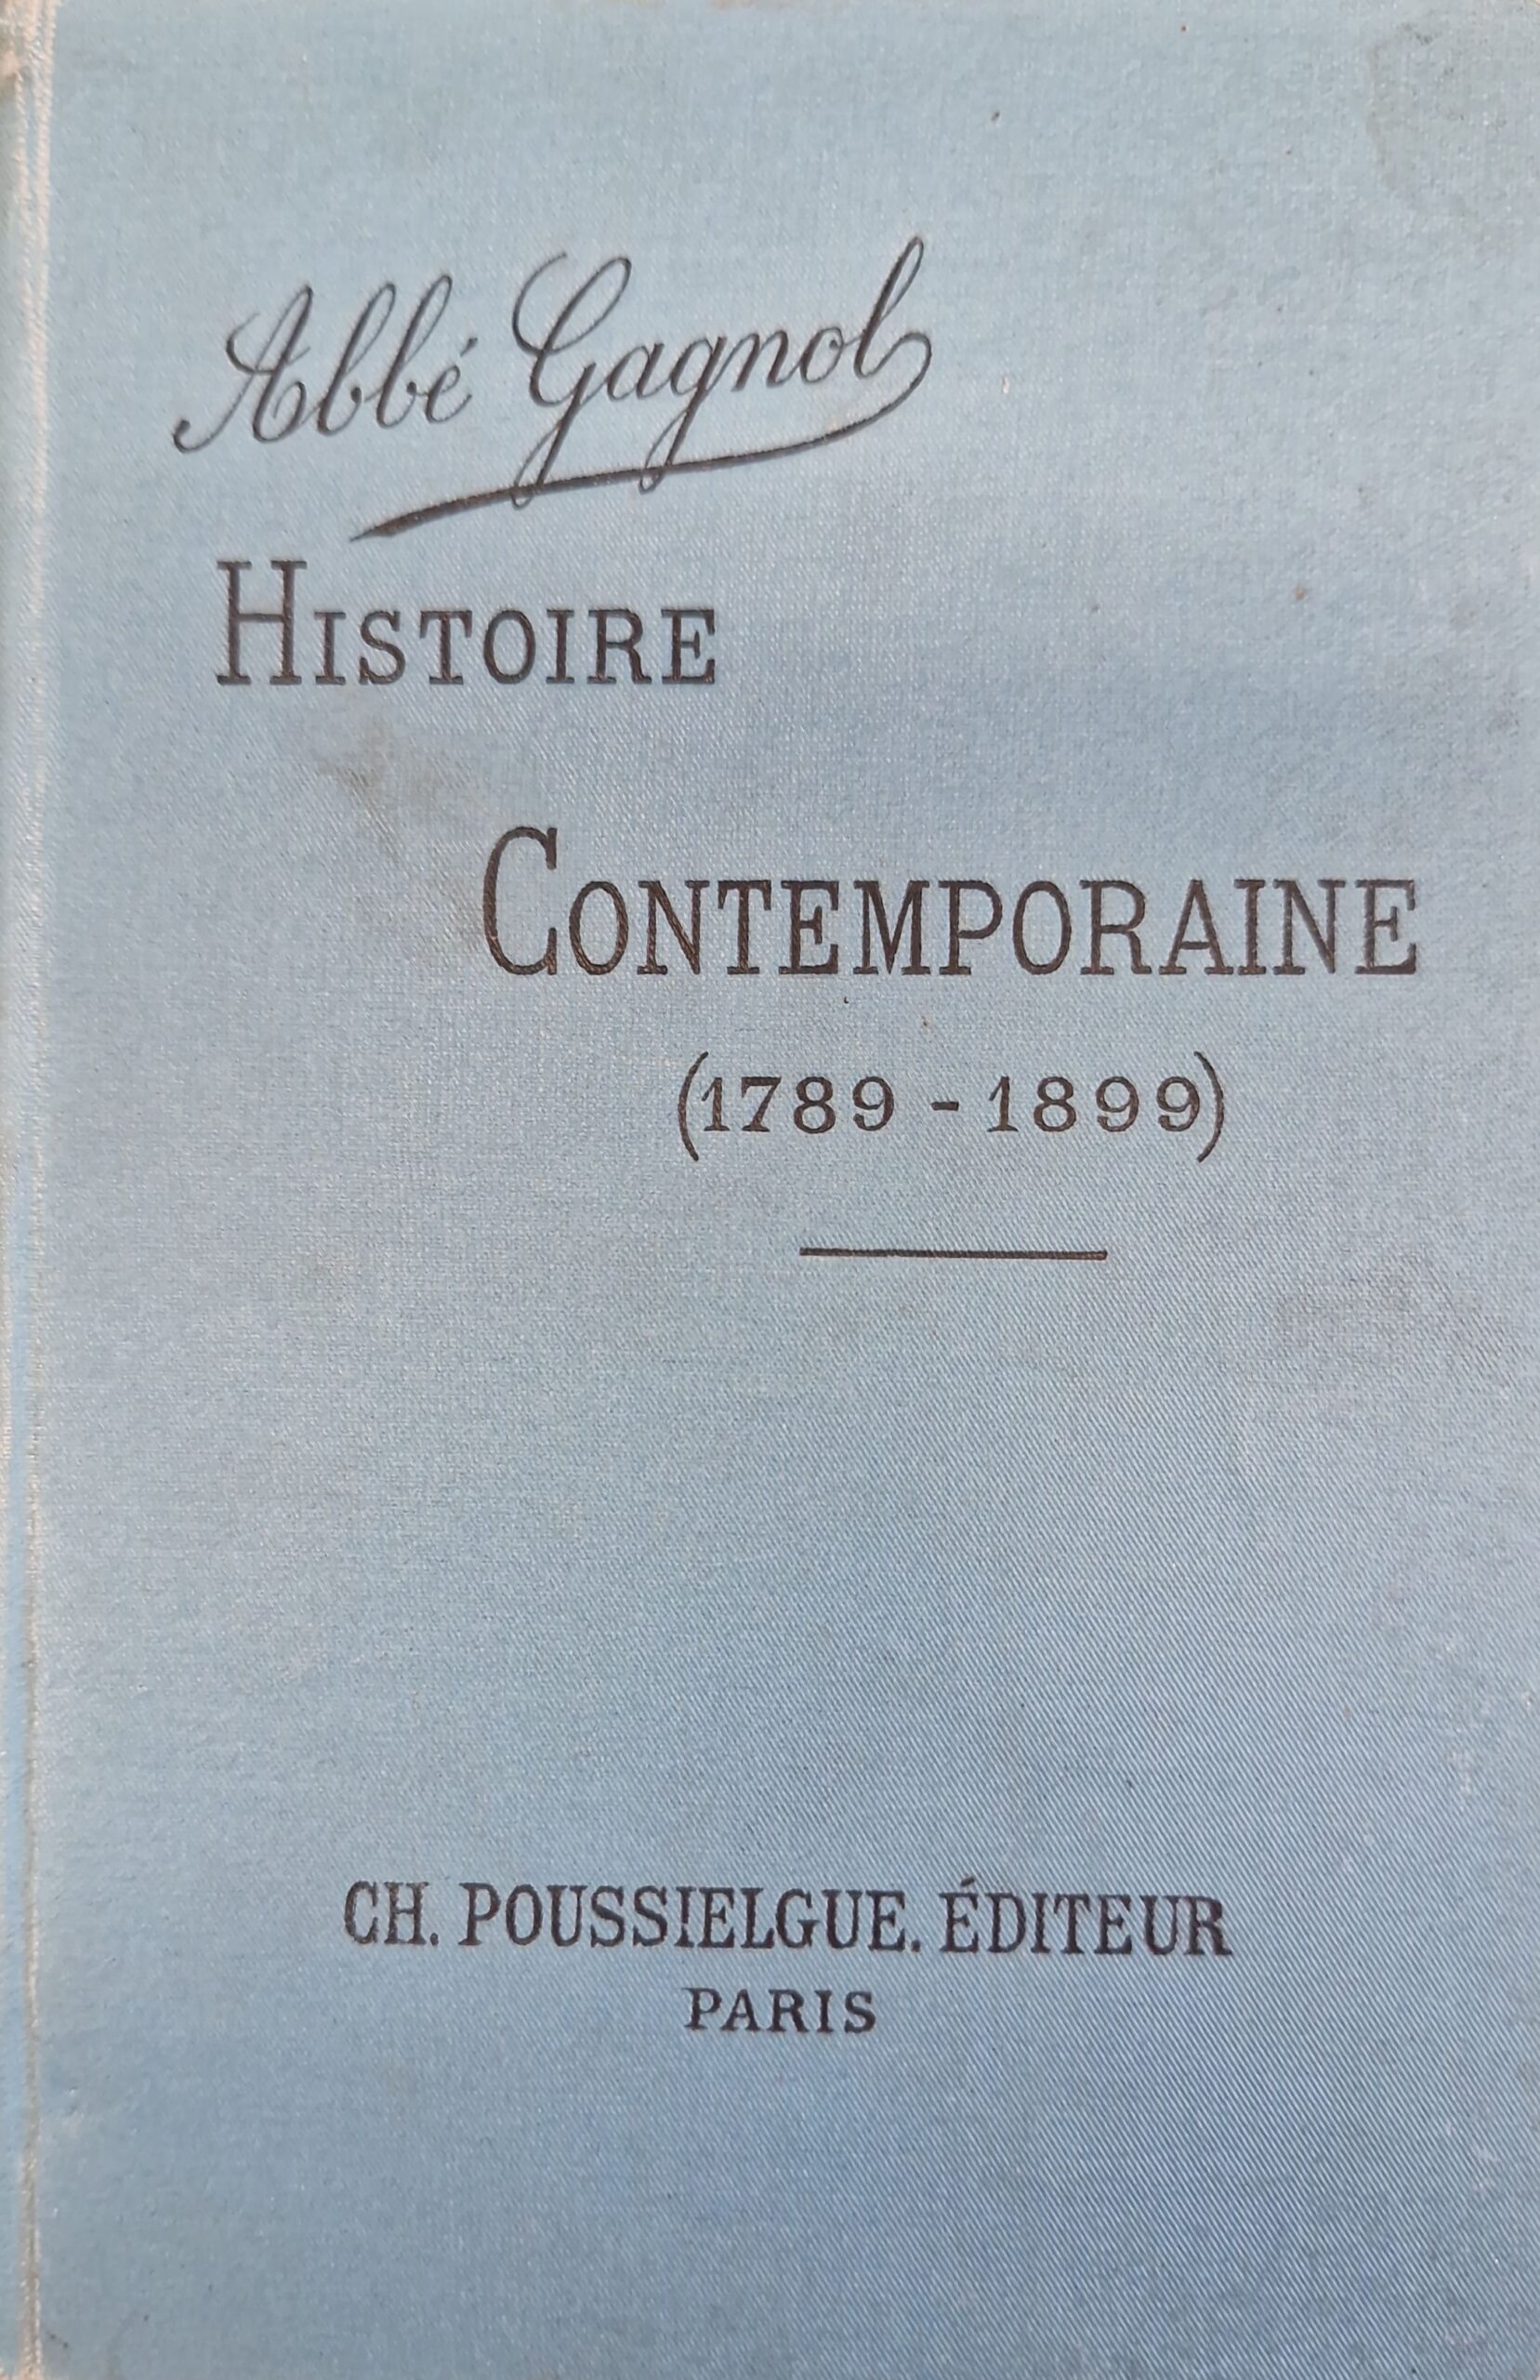 Abbé Gagnol
HISTOIRE
CONTEMPORAINE
(1789-1899)
CH. POUSSIELGUE. ÉDITEUR
PARIS